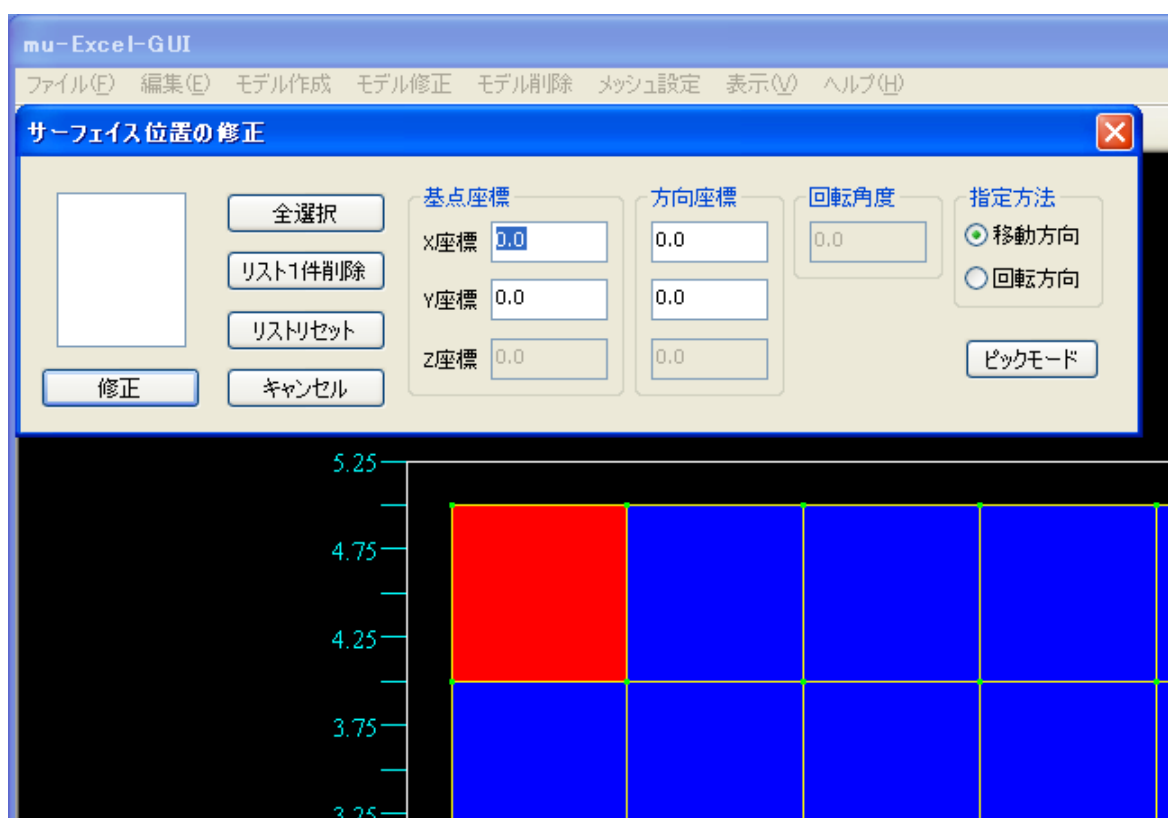 mu-Excel-GUI
ファイル(F) 編集(E) モデル作成 モデル修正 モデル削除 メッシュ設定 表示(V) ヘルプ(H)
サーフェイス位置の修正
全選択
リスト1件削除
リストリセット
修正
キャンセル
基点座標
X座標 0.0
Y座標 0.0
Z座標 0.0
方向座標
0.0
0.0
0.0
回転角度
0.0
指定方法
移動方向
回転方向
ピックモード
5.25
4.75
4.25
3.75
3.25